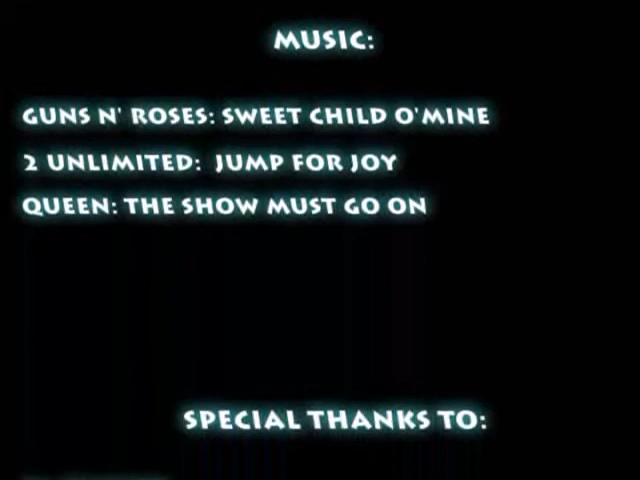 MUSIC:
GUNS N' ROSES: SWEET CHILD O'MINE
2 UNLIMITED: JUMP FOR JOY
QUEEN: THE SHOW MUST GO ON
SPECIAL THANKS TO: